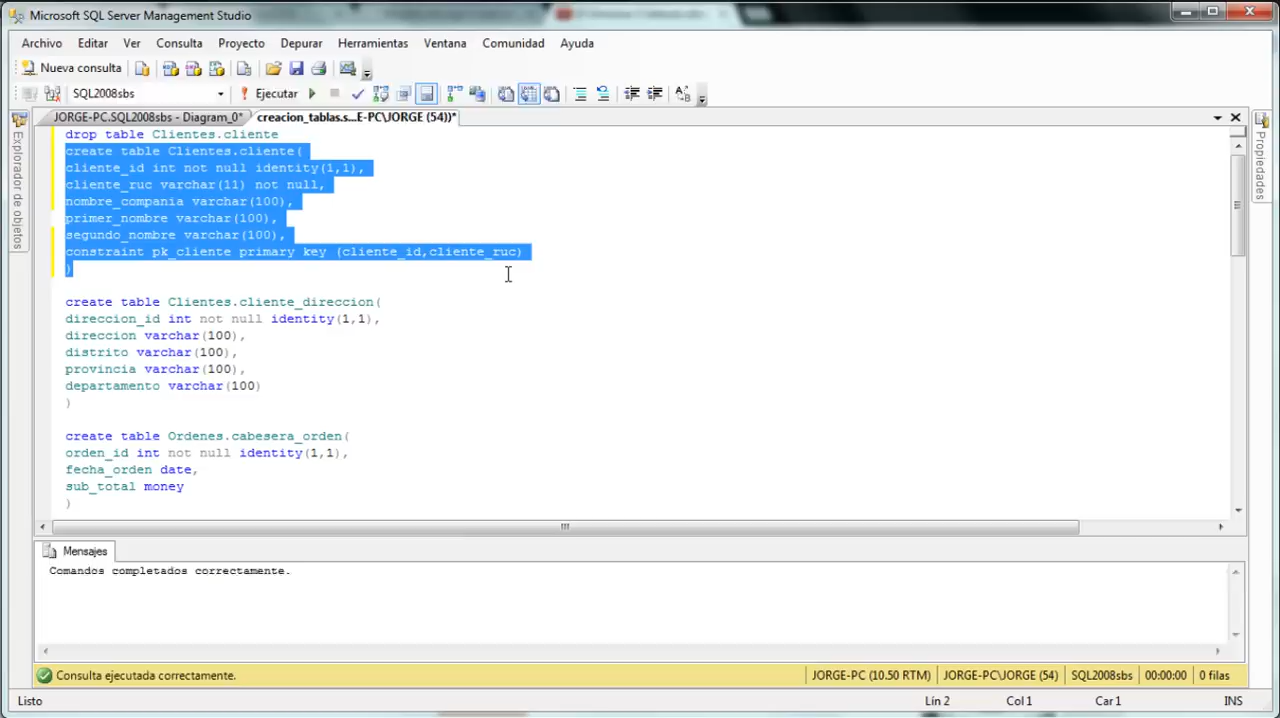 Microsoft SQL Server Management Studio
Archivo Editar Ver Consulta Proyecto Depurar Herramientas Ventana Comunidad Ayuda
Nueva consulta
SQL2008sbs Ejecutar
JORGE-PC.SQL2008sbs - Diagram_0* creacion_tablas.s...E-PC\JORGE (54))*
Explorador de objetos
Propiedades
drop table Clientes.cliente
create table Clientes.cliente(
cliente_id int not null identity(1,1),
cliente_ruc varchar(11) not null,
nombre_compania varchar(100),
primer_nombre varchar(100),
segundo_nombre varchar(100),
constraint pk_cliente primary key (cliente_id,cliente_ruc)
)
create table Clientes.cliente_direccion(
direccion_id int not null identity(1,1),
direccion varchar(100),
distrito varchar(100),
provincia varchar(100),
departamento varchar(100)
)
create table Ordenes.cabesera_orden(
orden_id int not null identity(1,1),
fecha_orden date,
sub_total money
)
Mensajes
Comandos completados correctamente.
Consulta ejecutada correctamente. JORGE-PC (10.50 RTM) JORGE-PC\JORGE (54) SQL2008sbs 00:00:00 0 filas
Listo Lín 2 Col 1 Car 1 INS